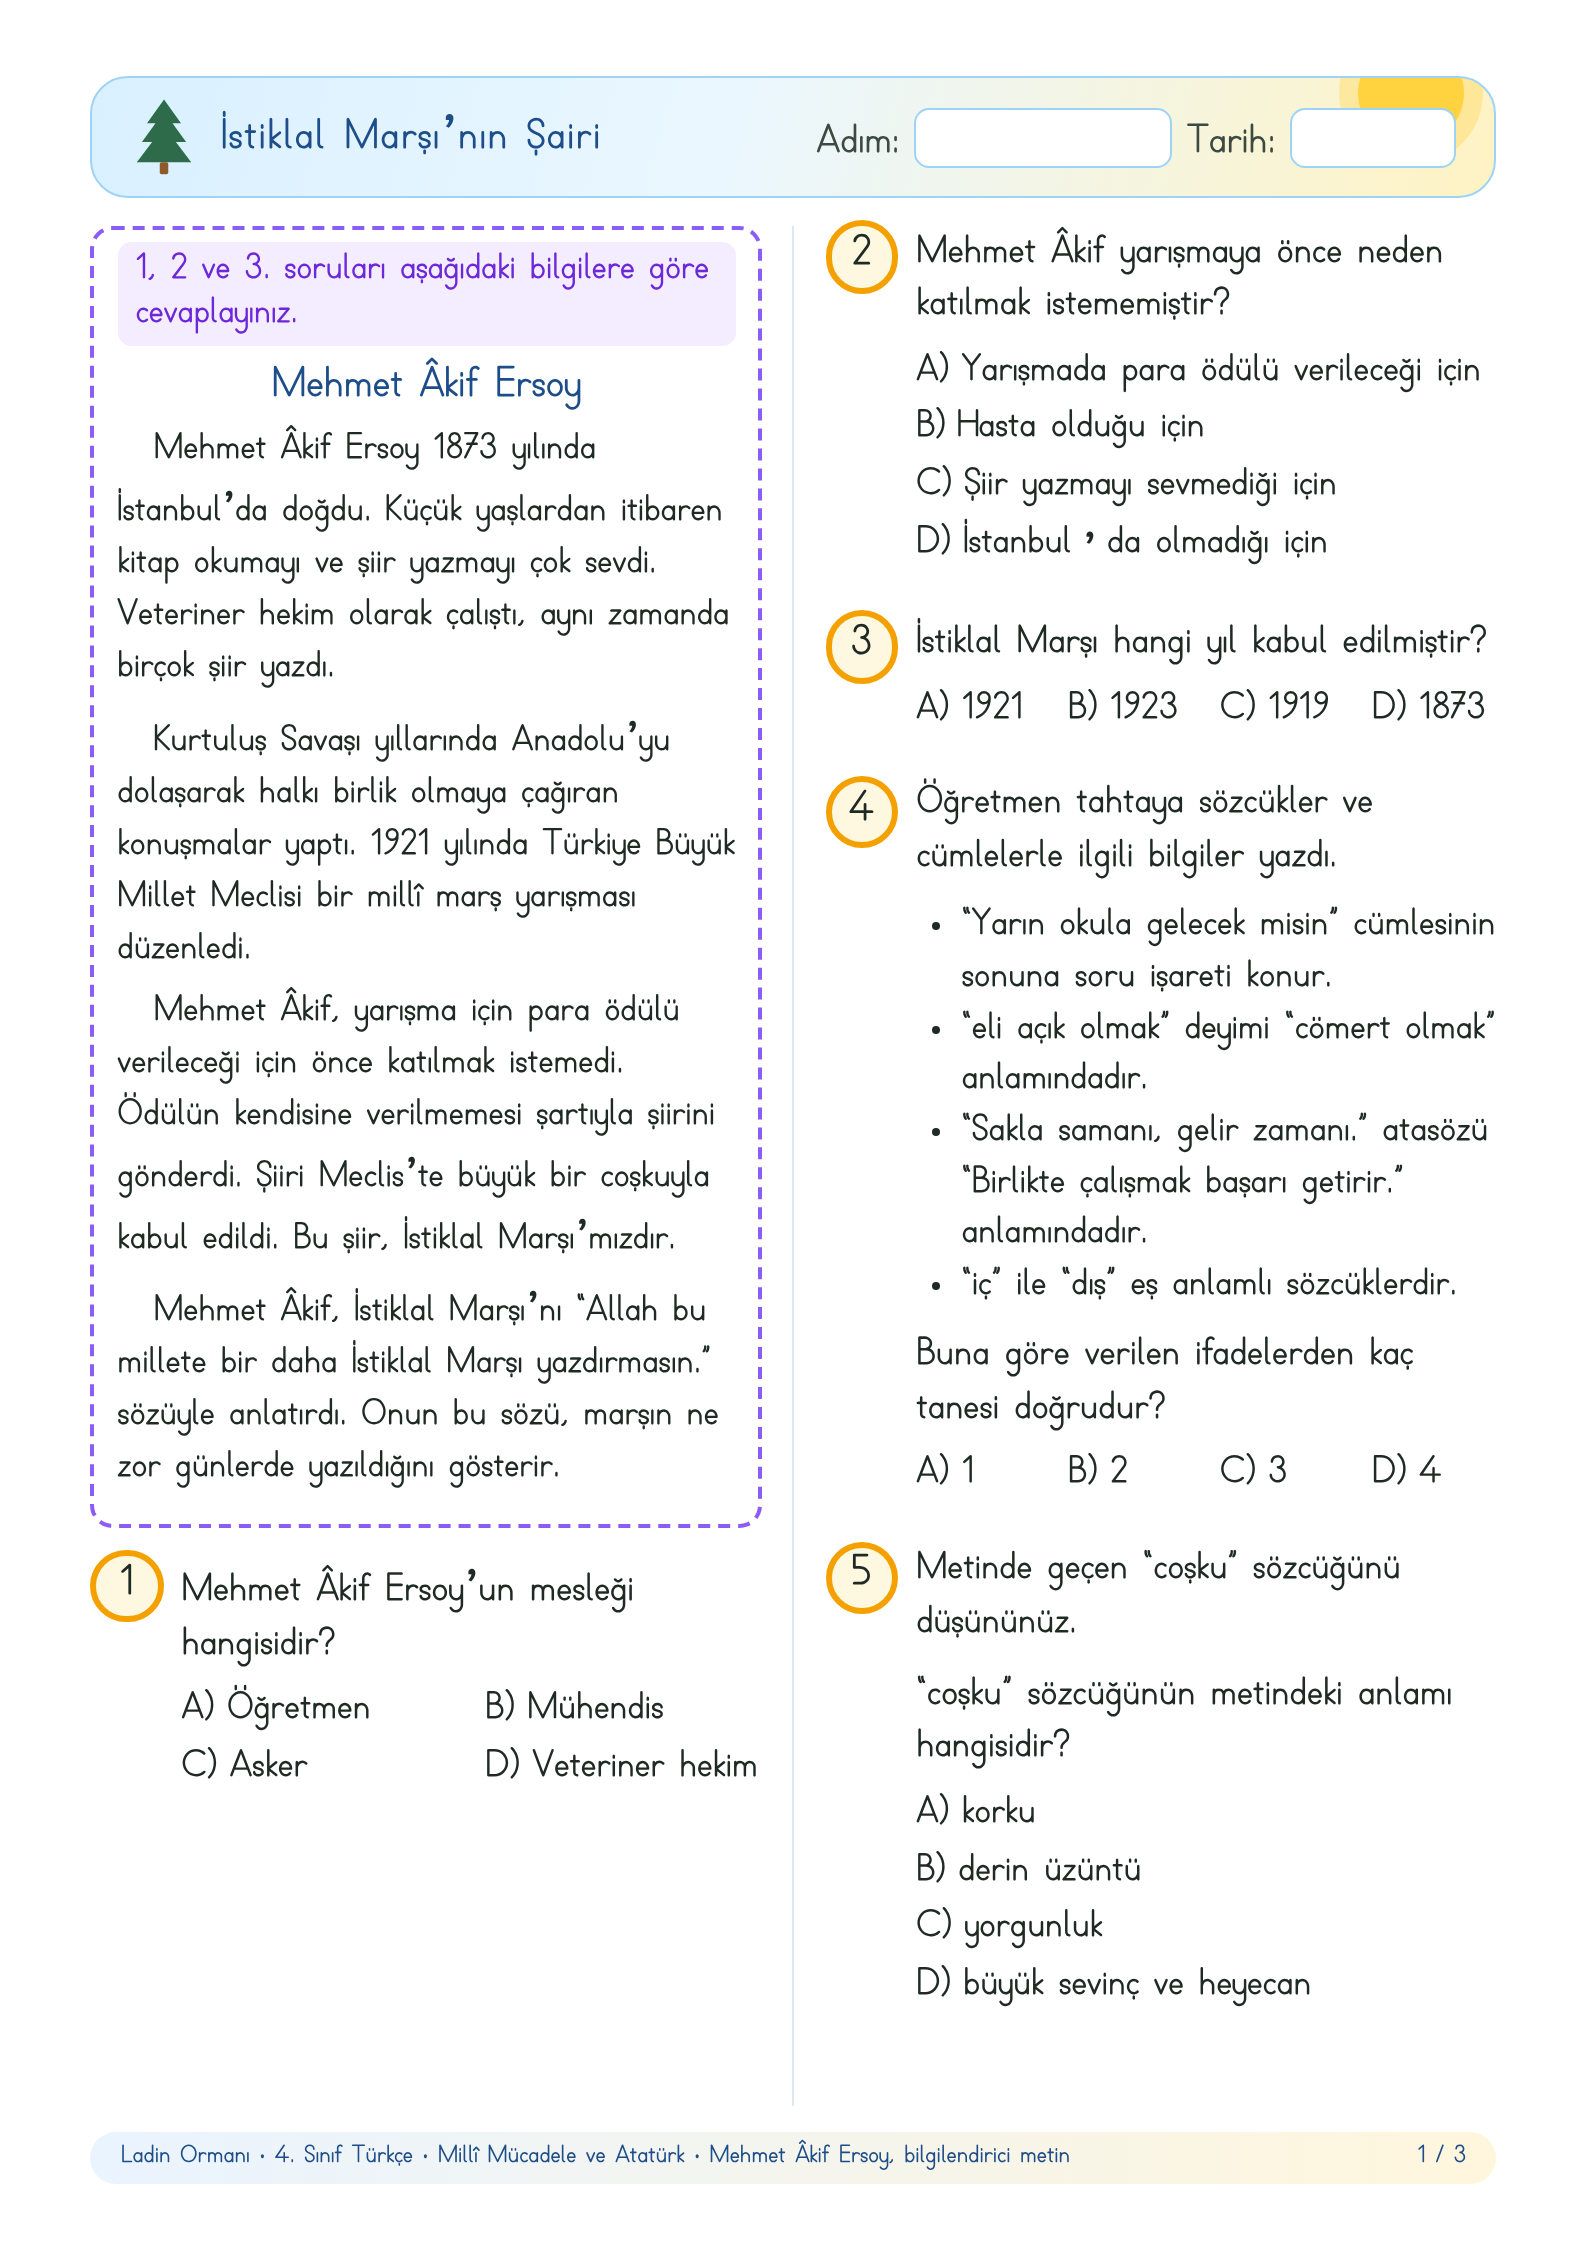 İstiklal Marşı’nın Şairi
Adım:
Tarih:
1, 2 ve 3. soruları aşağıdaki bilgilere göre
cevaplayınız.
Mehmet Âkif Ersoy
Mehmet Âkif Ersoy 1873 yılında
İstanbul’da doğdu. Küçük yaşlardan itibaren
kitap okumayı ve şiir yazmayı çok sevdi.
Veteriner hekim olarak çalıştı, aynı zamanda
birçok şiir yazdı.
Kurtuluş Savaşı yıllarında Anadolu’yu
dolaşarak halkı birlik olmaya çağıran
konuşmalar yaptı. 1921 yılında Türkiye Büyük
Millet Meclisi bir millî marş yarışması
düzenledi.
Mehmet Âkif, yarışma için para ödülü
verileceği için önce katılmak istemedi.
Ödülün kendisine verilmemesi şartıyla şiirini
gönderdi. Şiiri Meclis’te büyük bir coşkuyla
kabul edildi. Bu şiir, İstiklal Marşı’mızdır.
Mehmet Âkif, İstiklal Marşı’nı “Allah bu
millete bir daha İstiklal Marşı yazdırmasın.”
sözüyle anlatırdı. Onun bu sözü, marşın ne
zor günlerde yazıldığını gösterir.
1
Mehmet Âkif Ersoy’un mesleği
hangisidir?
A) Öğretmen B) Mühendis
C) Asker D) Veteriner hekim
2
Mehmet Âkif yarışmaya önce neden
katılmak istememiştir?
A) Yarışmada para ödülü verileceği için
B) Hasta olduğu için
C) Şiir yazmayı sevmediği için
D) İstanbul ’ da olmadığı için
3
İstiklal Marşı hangi yıl kabul edilmiştir?
A) 1921 B) 1923 C) 1919 D) 1873
4
Öğretmen tahtaya sözcükler ve
cümlelerle ilgili bilgiler yazdı.
• “Yarın okula gelecek misin” cümlesinin
sonuna soru işareti konur.
• “eli açık olmak” deyimi “cömert olmak”
anlamındadır.
• “Sakla samanı, gelir zamanı.” atasözü
“Birlikte çalışmak başarı getirir.”
anlamındadır.
• “iç” ile “dış” eş anlamlı sözcüklerdir.
Buna göre verilen ifadelerden kaç
tanesi doğrudur?
A) 1 B) 2 C) 3 D) 4
5
Metinde geçen “coşku” sözcüğünü
düşününüz.
“coşku” sözcüğünün metindeki anlamı
hangisidir?
A) korku
B) derin üzüntü
C) yorgunluk
D) büyük sevinç ve heyecan
Ladin Ormanı • 4. Sınıf Türkçe • Millî Mücadele ve Atatürk • Mehmet Âkif Ersoy, bilgilendirici metin
1 / 3